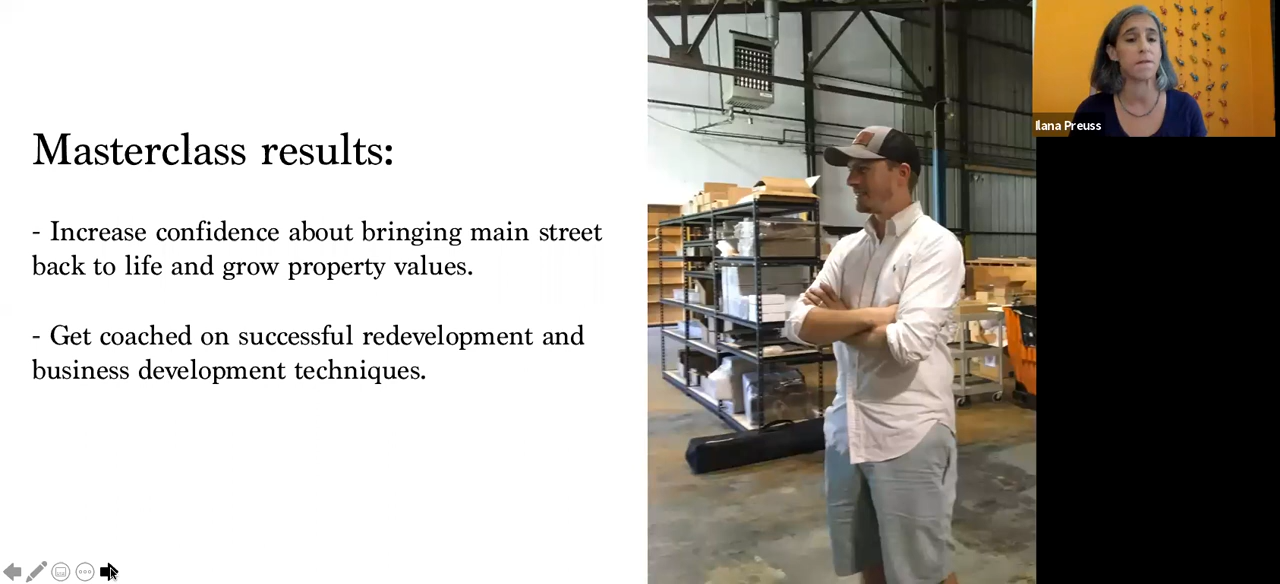 Masterclass results:
- Increase confidence about bringing main street
back to life and grow property values.
- Get coached on successful redevelopment and
business development techniques.
Ilana Preuss